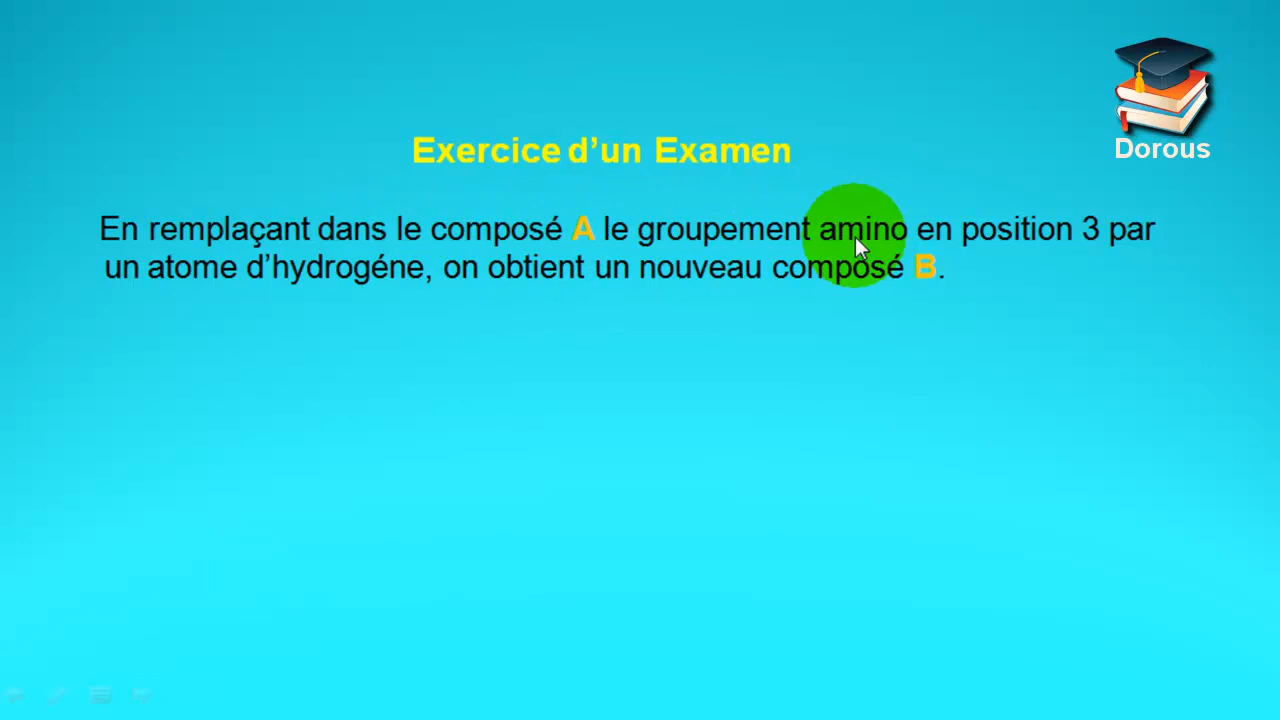 Dorous
Exercice d’un Examen
En remplaçant dans le composé A le groupement amino en position 3 par
un atome d’hydrogéne, on obtient un nouveau composé B.